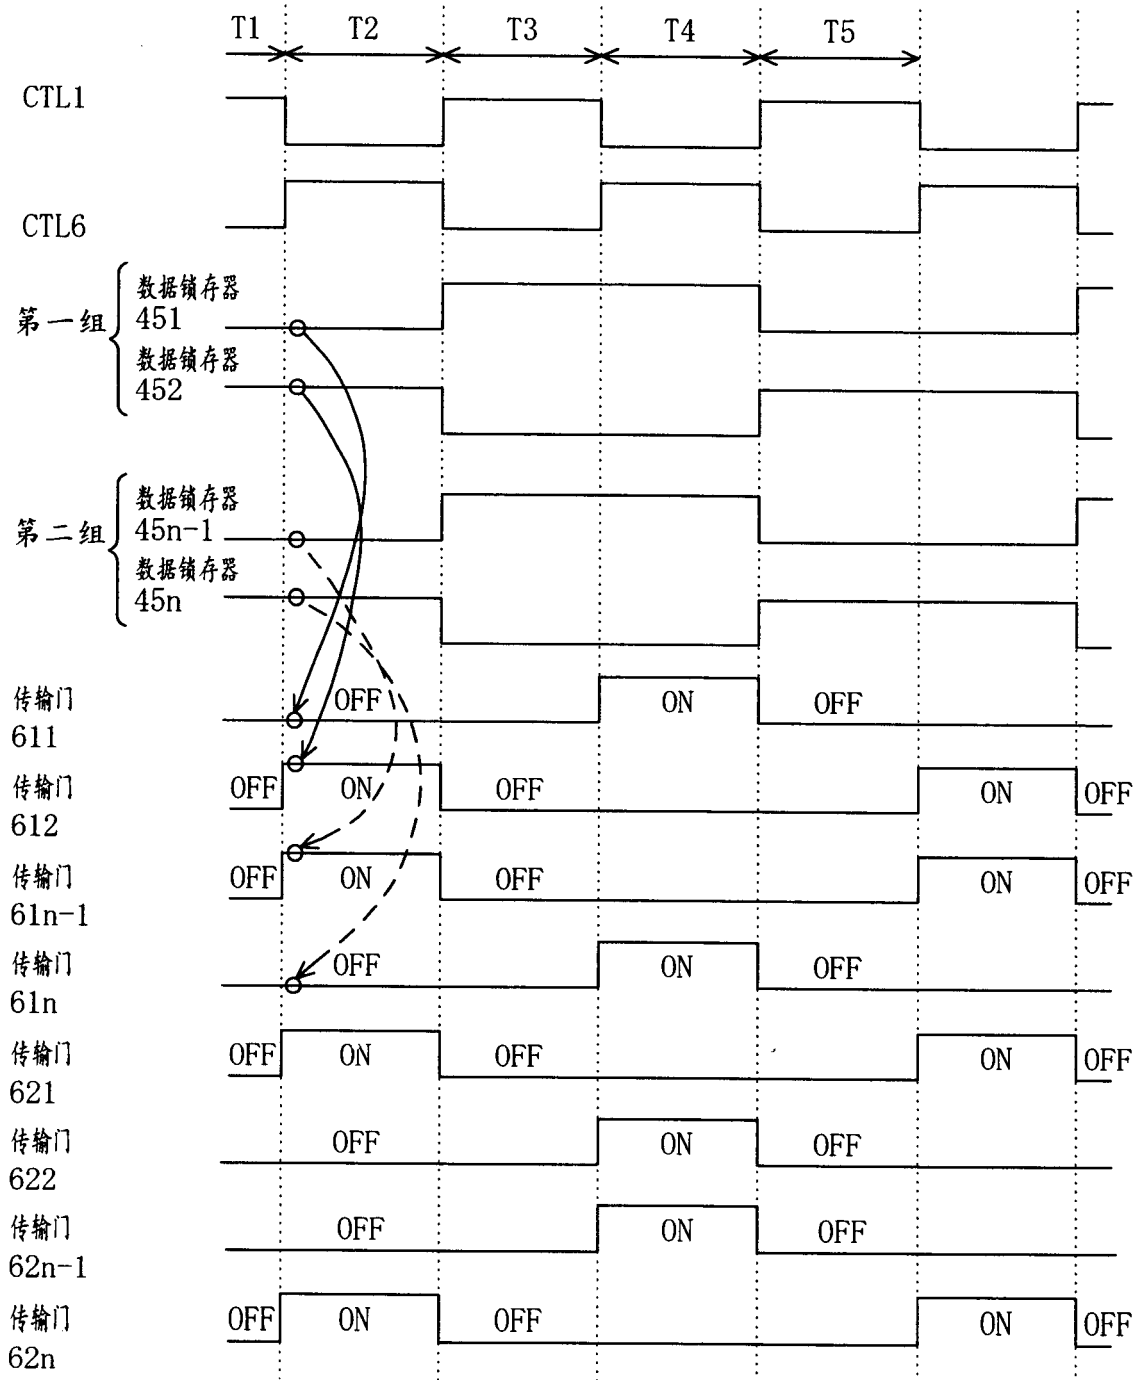 T1 T2 T3 T4 T5
CTL1
CTL6
第一组
数据锁存器
451
数据锁存器
452
第二组
数据锁存器
45n-1
数据锁存器
45n
传输门
611
OFF ON OFF
传输门
612
OFF ON OFF ON OFF
传输门
61n-1
OFF ON OFF ON OFF
传输门
61n
OFF ON OFF
传输门
621
OFF ON OFF ON OFF
传输门
622
OFF ON OFF
传输门
62n-1
OFF ON OFF
传输门
62n
OFF ON OFF ON OFF